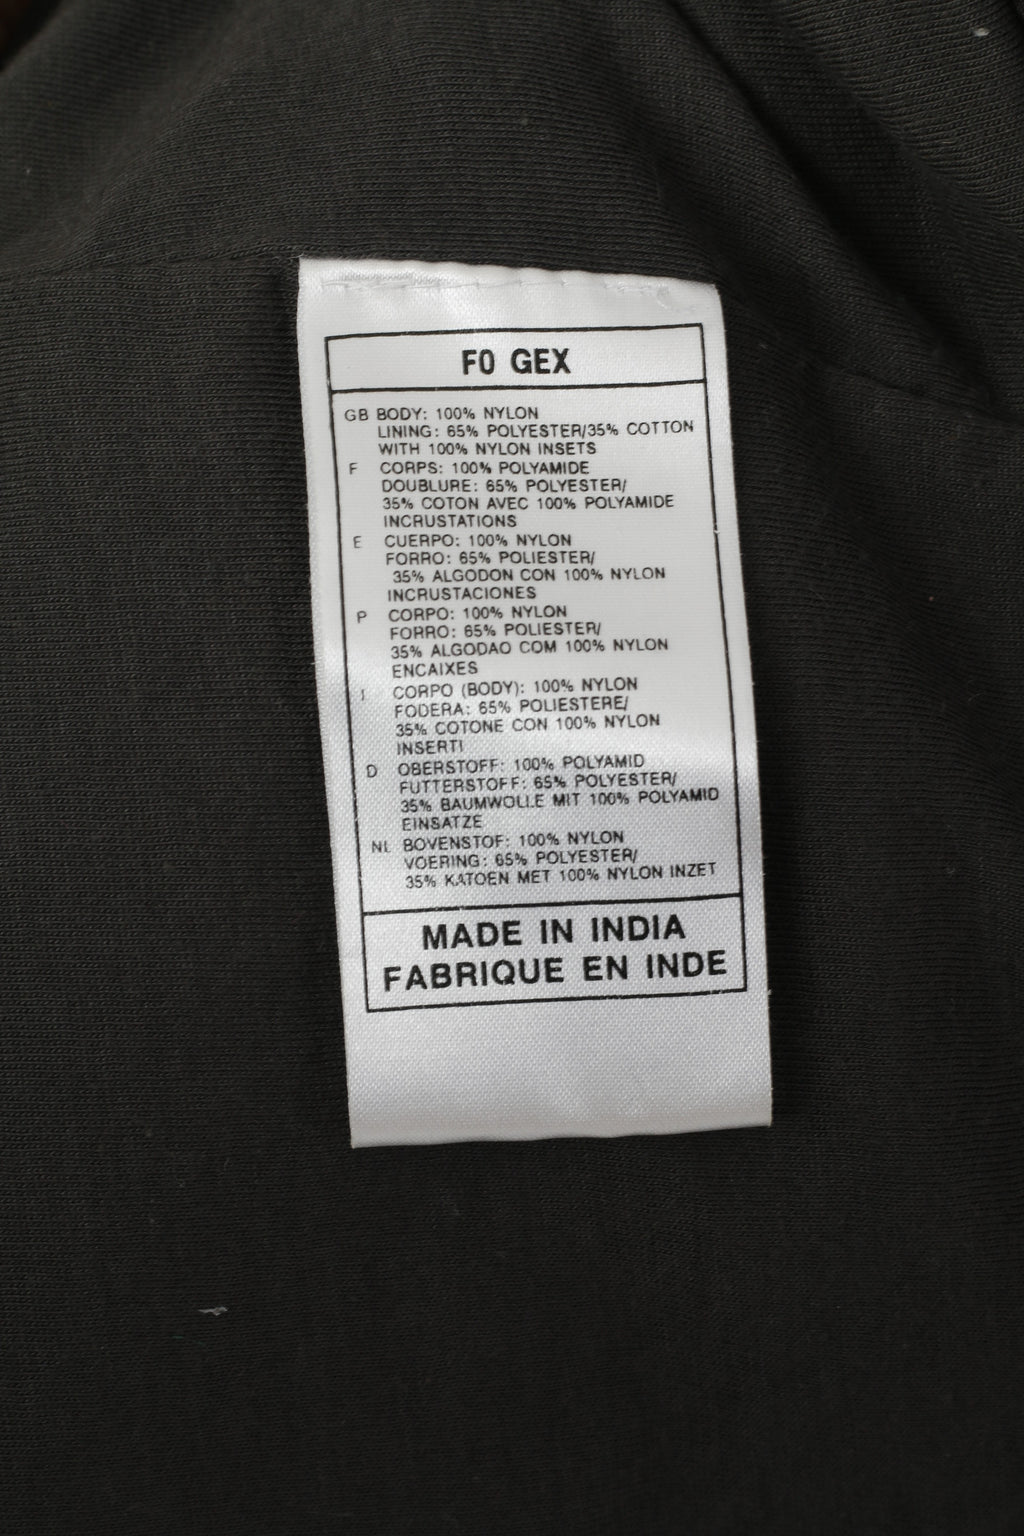 F0 GEX
GB BODY: 100% NYLON
LINING: 65% POLYESTER/35% COTTON
WITH 100% NYLON INSETS
F CORPS: 100% POLYAMIDE
DOUBLURE: 65% POLYESTER/
35% COTON AVEC 100% POLYAMIDE
INCRUSTATIONS
E CUERPO: 100% NYLON
FORRO: 65% POLIESTER/
35% ALGODON CON 100% NYLON
INCRUSTACIONES
P CORPO: 100% NYLON
FORRO: 65% POLIESTER/
35% ALGODAO COM 100% NYLON
ENCAIXES
I CORPO (BODY): 100% NYLON
FODERA: 65% POLIESTERE/
35% COTONE CON 100% NYLON
INSERTI
D OBERSTOFF: 100% POLYAMID
FUTTERSTOFF: 65% POLYESTER/
35% BAUMWOLLE MIT 100% POLYAMID
EINSATZE
NL BOVENSTOF: 100% NYLON
VOERING: 65% POLYESTER/
35% KATOEN MET 100% NYLON INZET
MADE IN INDIA
FABRIQUE EN INDE